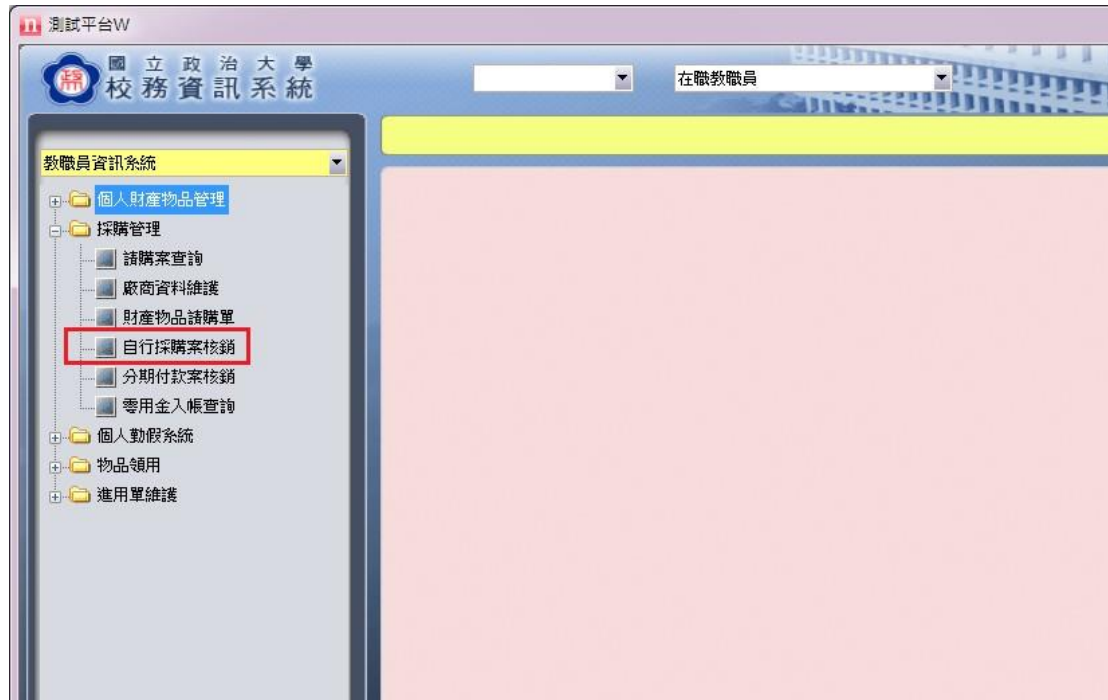 測試平台W
國立政治大學
校務資訊系統
在職教職員
教職員資訊系統
個人財產物品管理
採購管理
請購案查詢
廠商資料維護
財產物品請購單
自行採購案核銷
分期付款案核銷
零用金入帳查詢
個人勤假系統
物品領用
進用單維護